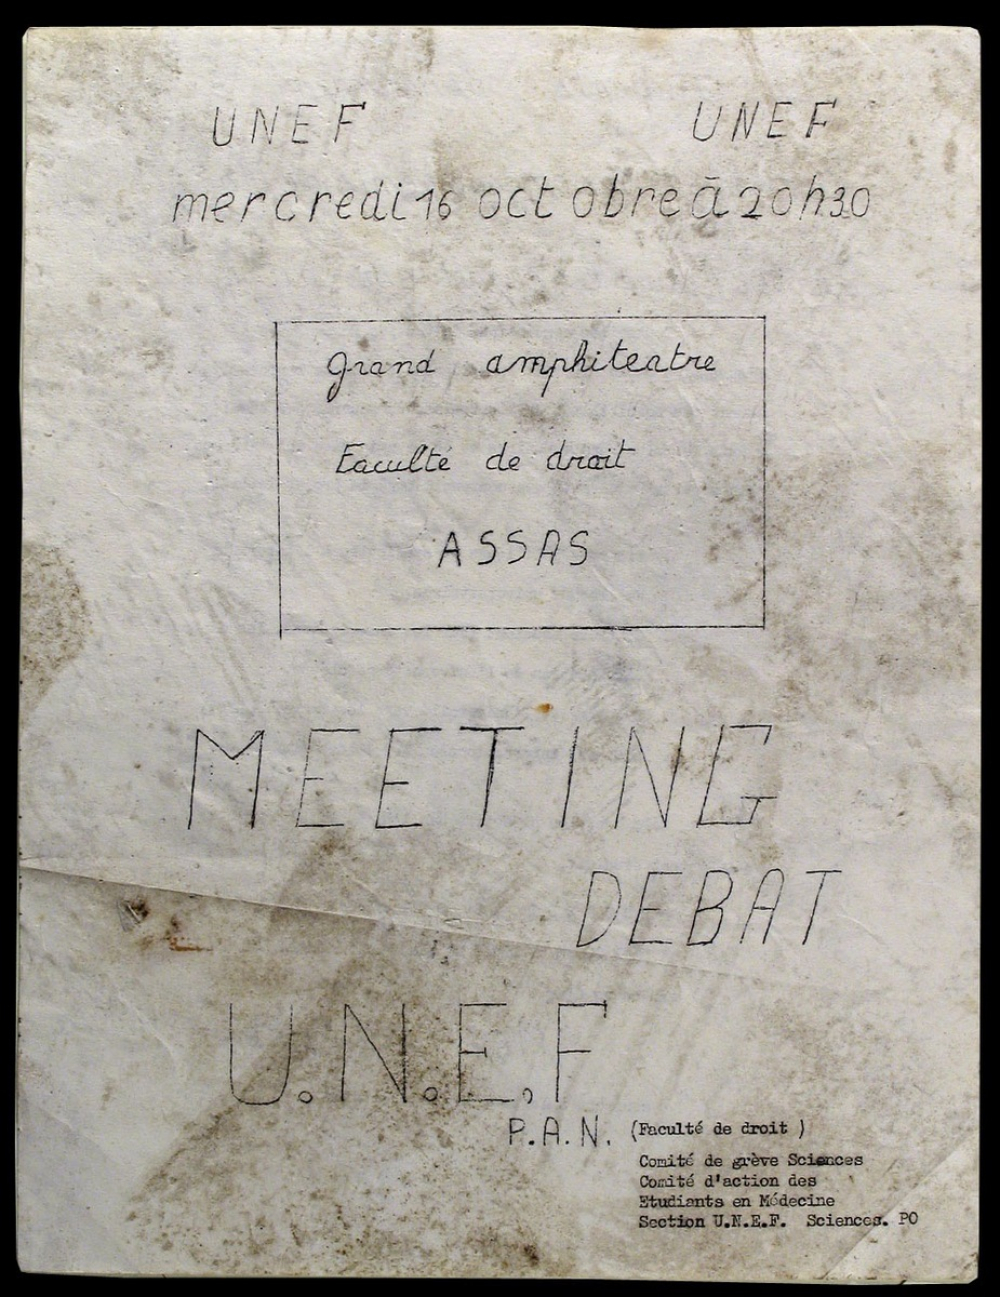 UNEF UNEF
mercredi 16 octobre à 20h30
Grand amphiteatre
Faculté de droit
ASSAS
MEETING
DEBAT
U.N.E.F
P.A.N. (Faculté de droit )
Comité de grève Sciences
Comité d'action des
Etudiants en Médecine
Section U.N.E.F. Sciences. PO